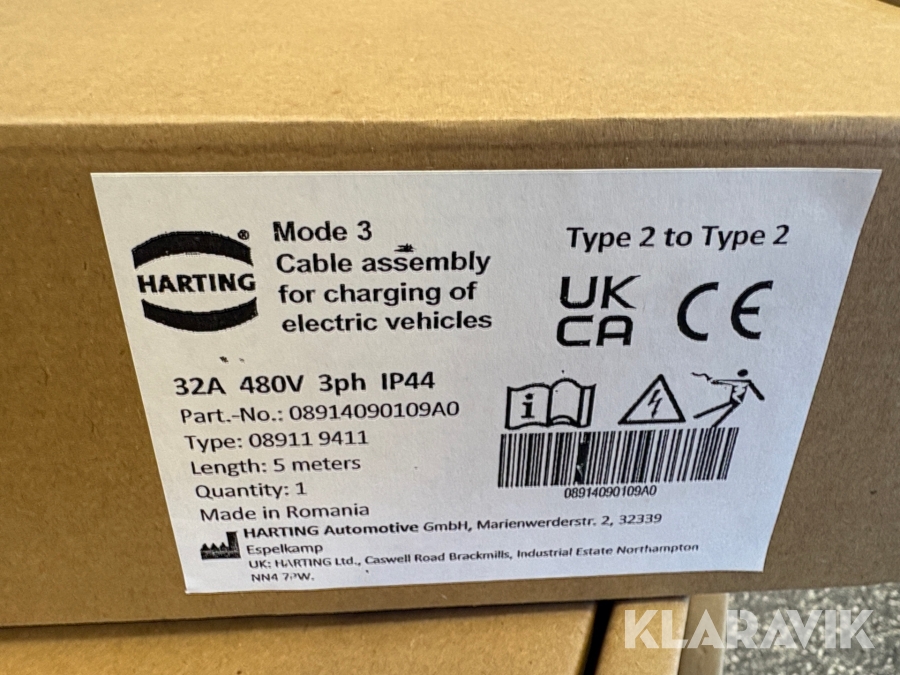 HARTING®
Mode 3
Cable assembly
for charging of
electric vehicles
Type 2 to Type 2
UK
CA
CE
32A 480V 3ph IP44
Part.-No.: 08914090109A0
Type: 08911 9411
Length: 5 meters
Quantity: 1
Made in Romania
08914090109A0
HARTING Automotive GmbH, Marienwerderstr. 2, 32339
Espelkamp
UK: HARTING Ltd., Caswell Road Brackmills, Industrial Estate Northampton
NN4 7PW.
KLARAVIK